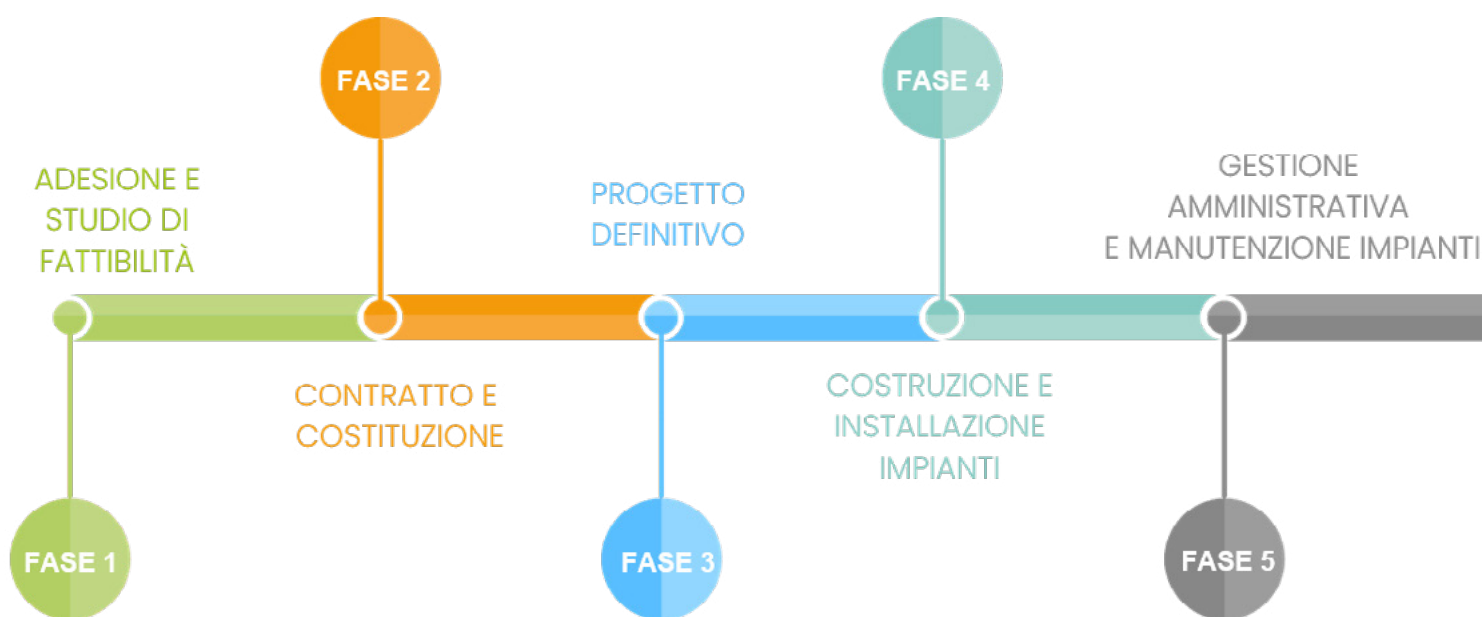 FASE 1
ADESIONE E
STUDIO DI
FATTIBILITÀ
FASE 2
CONTRATTO E
COSTITUZIONE
FASE 3
PROGETTO
DEFINITIVO
FASE 4
COSTRUZIONE E
INSTALLAZIONE
IMPIANTI
FASE 5
GESTIONE
AMMINISTRATIVA
E MANUTENZIONE IMPIANTI